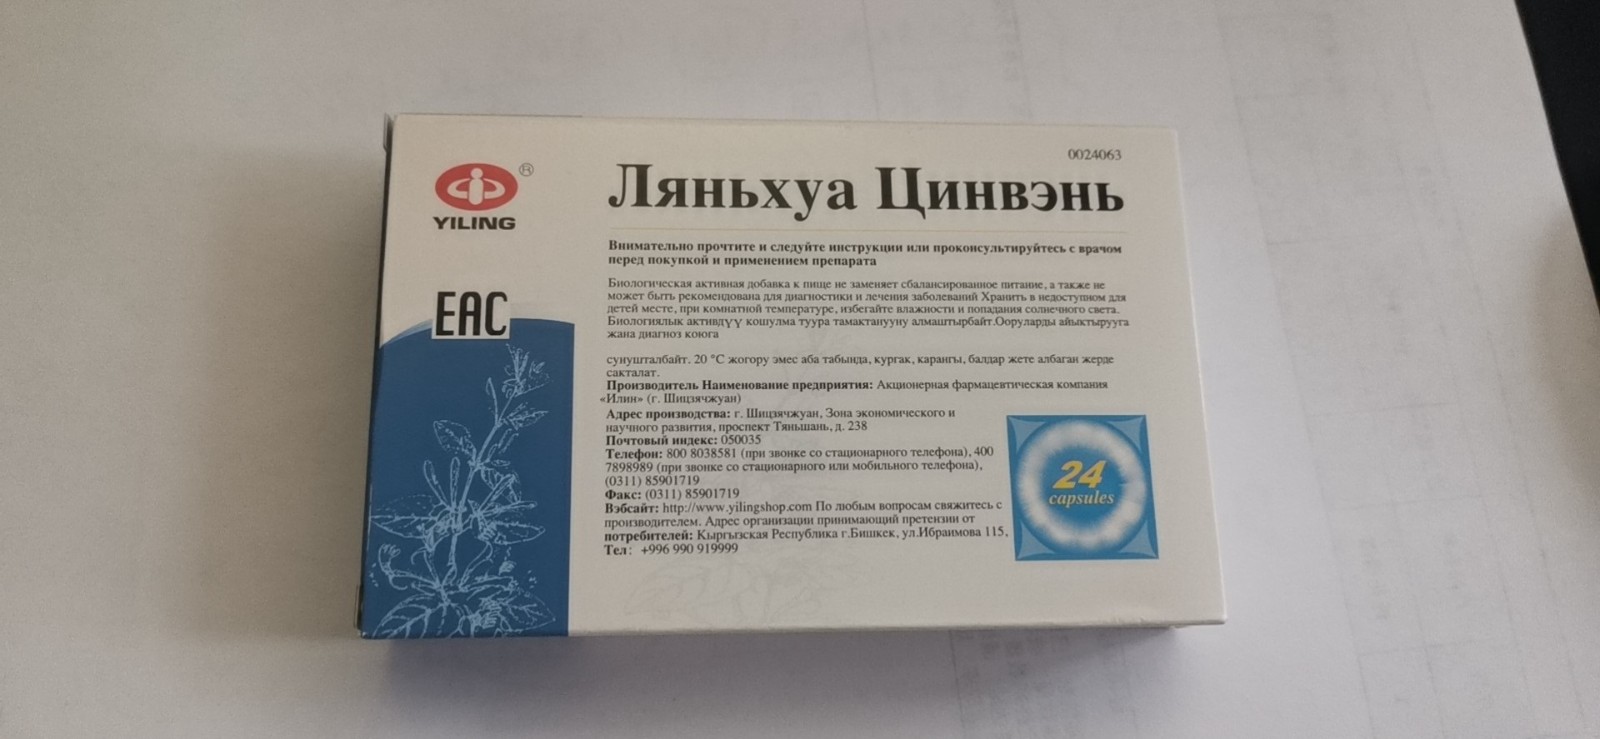 0024063
YILING
®
EAC
Ляньхуа Цинвэнь
Внимательно прочтите и следуйте инструкции или проконсультируйтесь с врачом
перед покупкой и применением препарата
Биологическая активная добавка к пище не заменяет сбалансированное питание, а также не
может быть рекомендована для диагностики и лечения заболеваний Хранить в недоступном для
детей месте, при комнатной температуре, избегайте влажности и попадания солнечного света.
Биологиялык активдүү кошулма туура тамактанууну алмаштырбайт.Ооруларды айыктырууга
жана диагноз коюга
сунушталбайт. 20 °C жогору эмес аба табында, кургак, караңгы, балдар жете албаган жерде
сакталат.
Производитель Наименование предприятия: Акционерная фармацевтическая компания
«Илин» (г. Шицзячжуан)
Адрес производства: г. Шицзячжуан, Зона экономического и
научного развития, проспект Тяньшань, д. 238
Почтовый индекс: 050035
Телефон: 800 8038581 (при звонке со стационарного телефона), 400
7898989 (при звонке со стационарного или мобильного телефона),
(0311) 85901719
Факс: (0311) 85901719
Вэбсайт: http://www.yilingshop.com По любым вопросам свяжитесь с
производителем. Адрес организации принимающий претензии от
потребителей: Кыргызская Республика г.Бишкек, ул.Ибраимова 115,
Тел: +996 990 919999
24
capsules